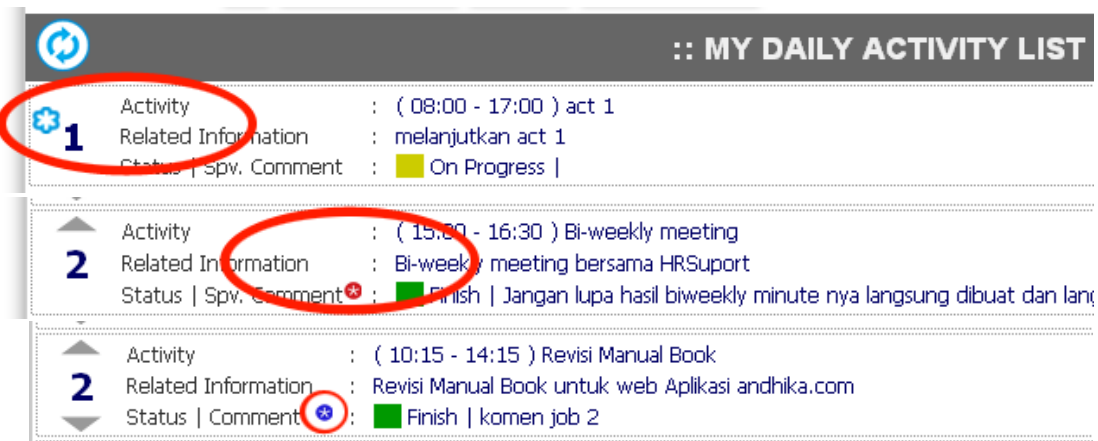 :: MY DAILY ACTIVITY LIST
Activity : ( 08:00 - 17:00 ) act 1
1 Related Information : melanjutkan act 1
Status | Spv. Comment : On Progress |
Activity : ( 15:00 - 16:30 ) Bi-weekly meeting
2 Related Information : Bi-weekly meeting bersama HRSuport
Status | Spv. Comment : Finish | Jangan lupa hasil biweekly minute nya langsung dibuat dan lang
Activity : ( 10:15 - 14:15 ) Revisi Manual Book
2 Related Information : Revisi Manual Book untuk web Aplikasi andhika.com
Status | Comment : Finish | komen job 2